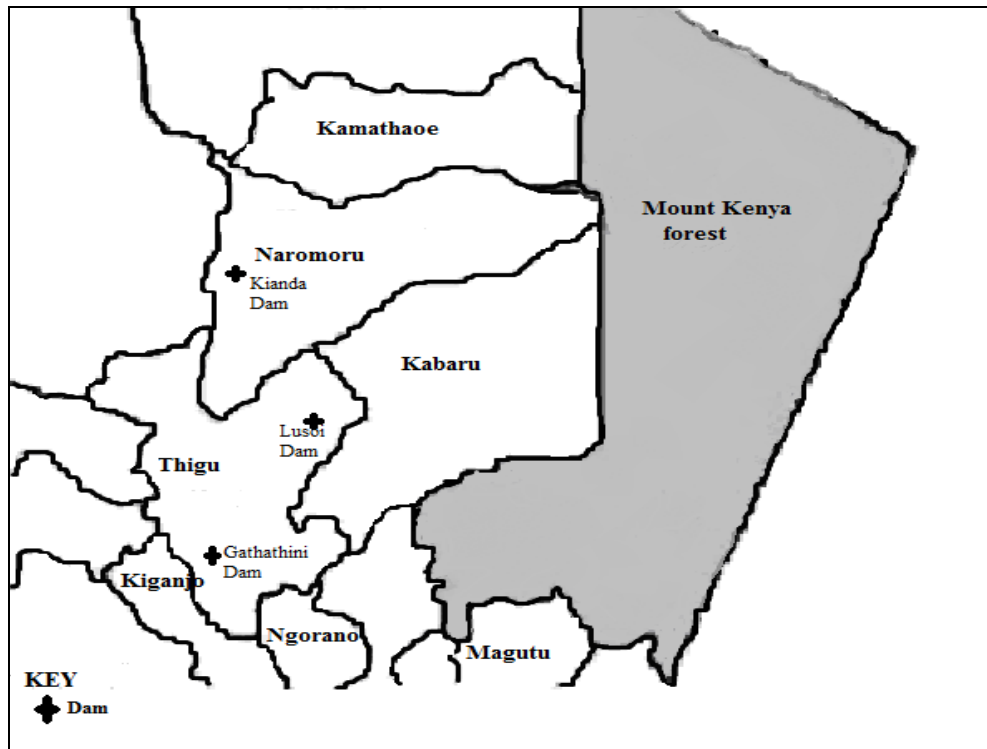 Kamathaoe
Mount Kenya
forest
Naromoru
Kianda
Dam
Kabaru
Lusoi
Dam
Thigu
Gathathini
Dam
Kiganjo
Ngorano
Magutu
KEY
Dam